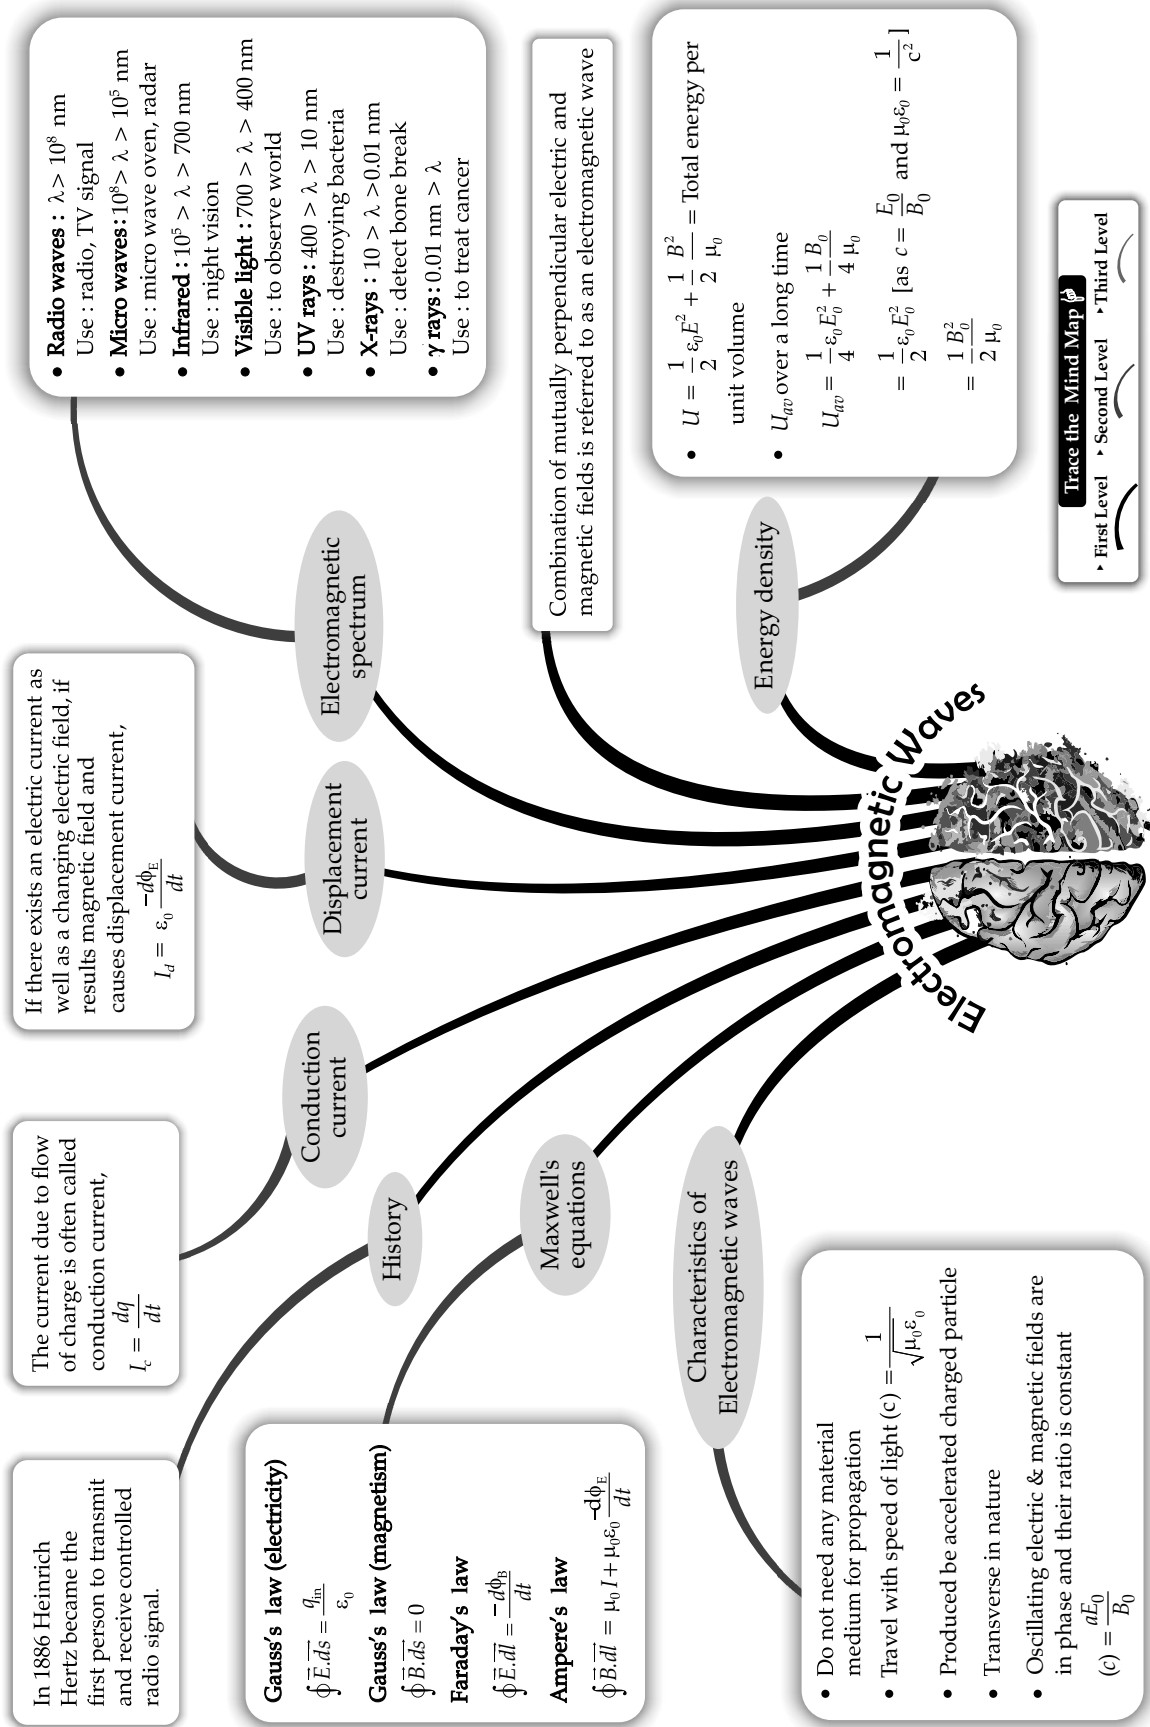 In 1886 Heinrich
Hertz became the
first person to transmit
and receive controlled
radio signal.
The current due to flow
of charge is often called
conduction current,
I_c = dq/dt
If there exists an electric current as
well as a changing electric field, if
results magnetic field and
causes displacement current,
I_d = ε_0 -dϕ_E/dt
• Radio waves : λ > 10^8 nm
Use : radio, TV signal
• Micro waves : 10^8 > λ > 10^5 nm
Use : micro wave oven, radar
• Infrared : 10^5 > λ > 700 nm
Use : night vision
• Visible light : 700 > λ > 400 nm
Use : to observe world
• UV rays : 400 > λ > 10 nm
Use : destroying bacteria
• X-rays : 10 > λ >0.01 nm
Use : detect bone break
• γ rays : 0.01 nm > λ
Use : to treat cancer
Gauss's law (electricity)
∮E⃗.ds⃗ = q_in/ε_0
Gauss's law (magnetism)
∮B⃗.ds⃗ = 0
Faraday's law
∮E⃗.dl⃗ = -dϕ_B/dt
Ampere's law
∮B⃗.dl⃗ = μ_0 I + μ_0 ε_0 -dϕ_E/dt
History
Conduction
current
Displacement
current
Electromagnetic
spectrum
Maxwell's
equations
Combination of mutually perpendicular electric and
magnetic fields is referred to as an electromagnetic wave
Characteristics of
Electromagnetic waves
Energy density
• U = 1/2 ε_0 E^2 + 1/2 B^2/μ_0 = Total energy per
unit volume
• U_av over a long time
U_av = 1/4 ε_0 E_0^2 + 1/4 B_0/μ_0
= 1/2 ε_0 E_0^2 [as c = E_0/B_0 and μ_0 ε_0 = 1/c^2]
= 1/2 B_0^2/μ_0
• Do not need any material
medium for propagation
• Travel with speed of light (c) = 1/√μ_0 ε_0
• Produced be accelerated charged particle
• Transverse in nature
• Oscillating electric & magnetic fields are
in phase and their ratio is constant
(c) = aE_0/B_0
Electromagnetic Waves
Trace the Mind Map
First Level Second Level Third Level